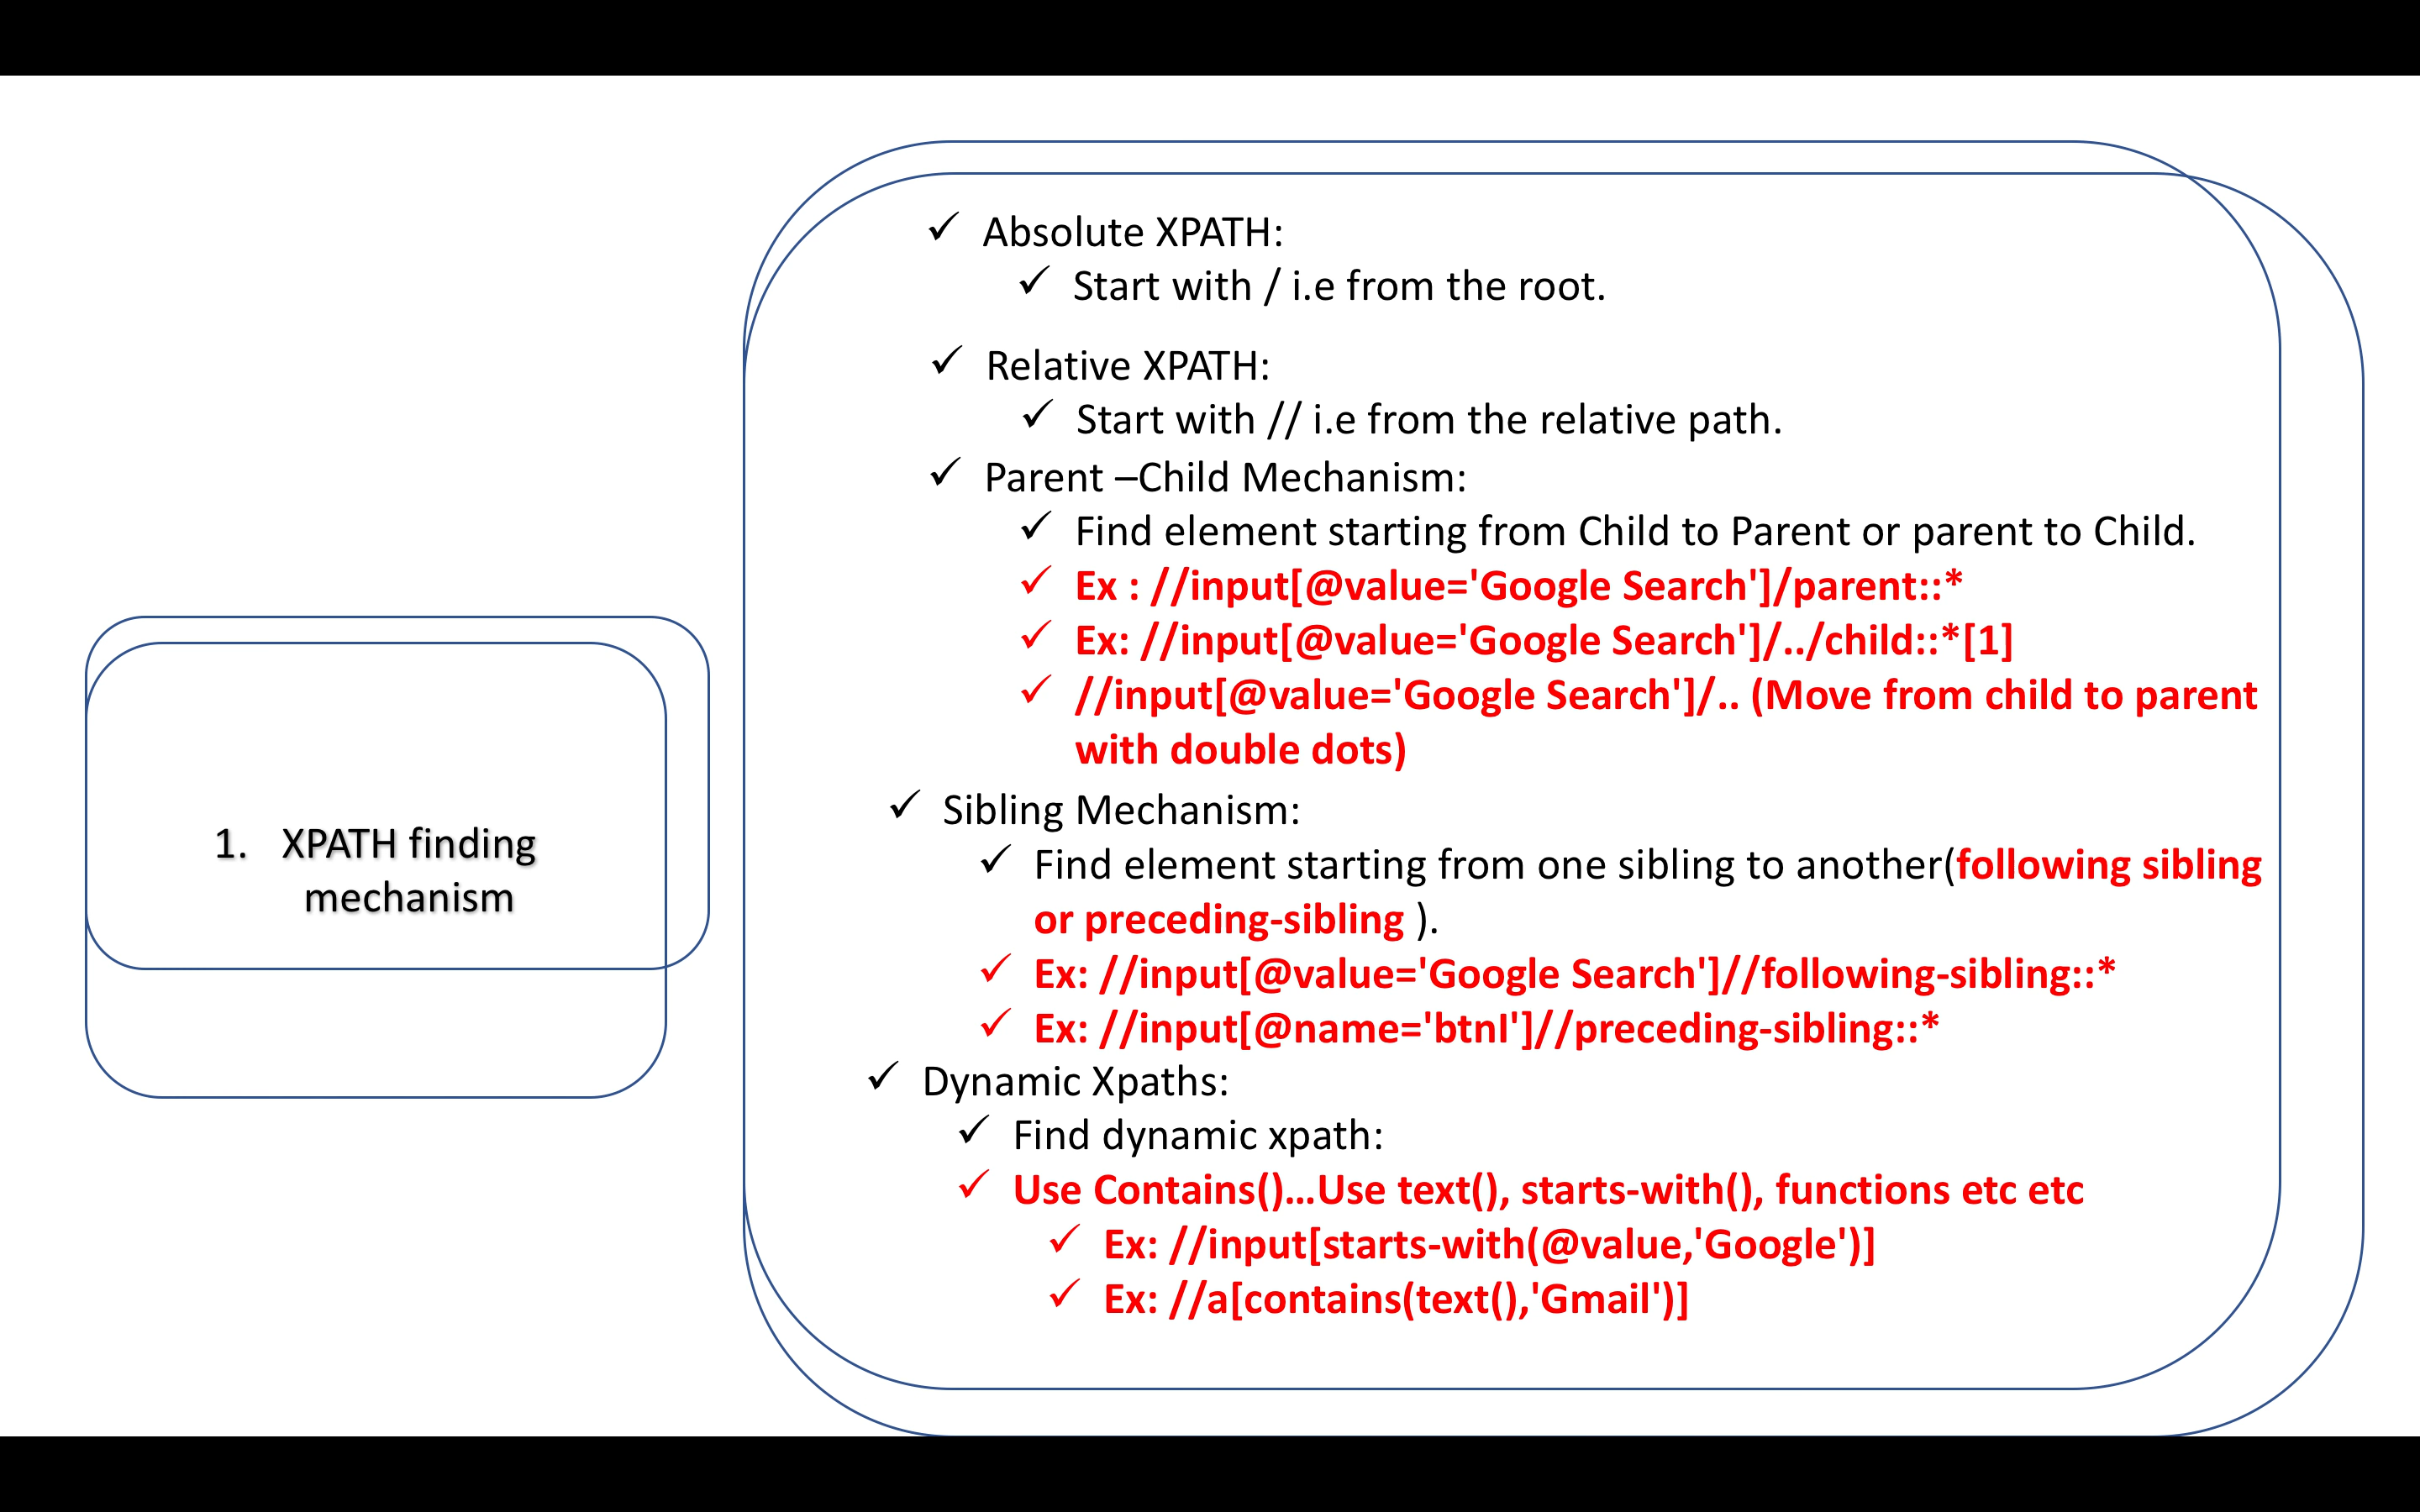 1. XPATH finding
mechanism
✓ Absolute XPATH:
✓ Start with / i.e from the root.
✓ Relative XPATH:
✓ Start with // i.e from the relative path.
✓ Parent –Child Mechanism:
✓ Find element starting from Child to Parent or parent to Child.
✓ Ex : //input[@value='Google Search']/parent::*
✓ Ex: //input[@value='Google Search']/../child::*[1]
✓ //input[@value='Google Search']/.. (Move from child to parent
with double dots)
✓ Sibling Mechanism:
✓ Find element starting from one sibling to another(following sibling
or preceding-sibling ).
✓ Ex: //input[@value='Google Search']//following-sibling::*
✓ Ex: //input[@name='btnI']//preceding-sibling::*
✓ Dynamic Xpaths:
✓ Find dynamic xpath:
✓ Use Contains()...Use text(), starts-with(), functions etc etc
✓ Ex: //input[starts-with(@value,'Google')]
✓ Ex: //a[contains(text(),'Gmail')]